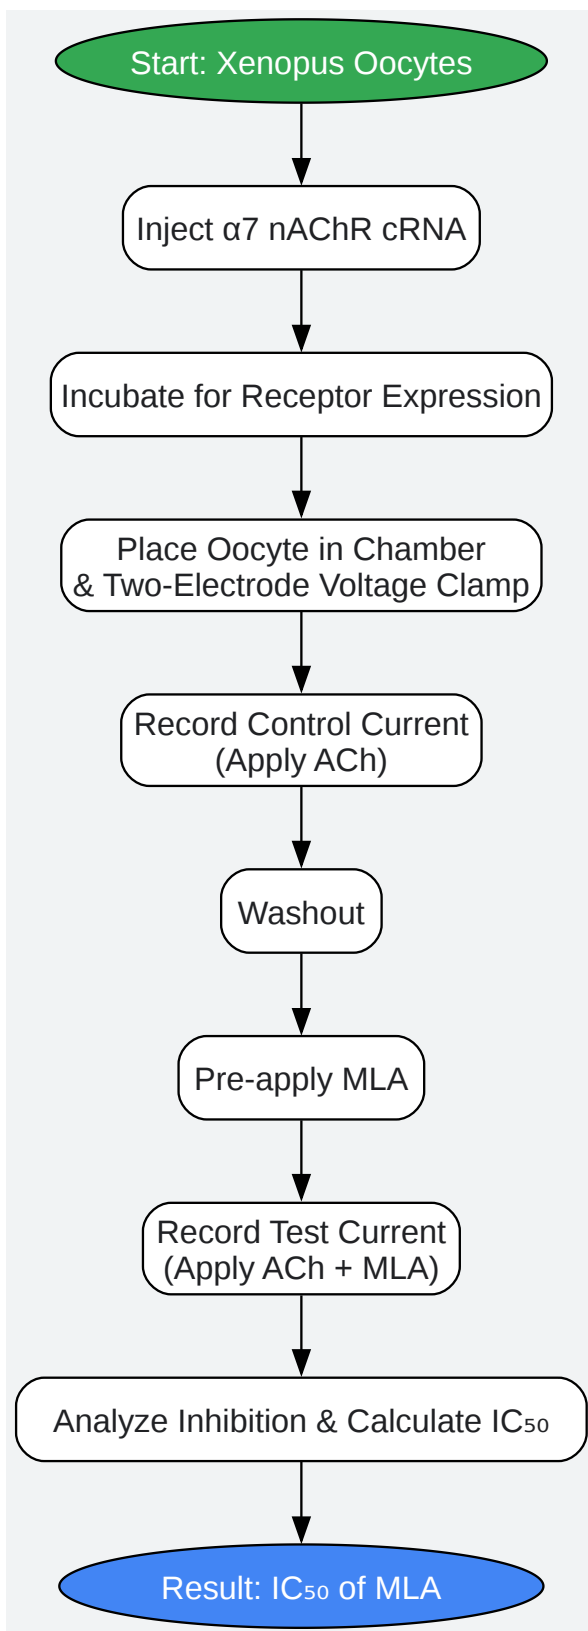 Start: Xenopus Oocytes
Inject α7 nAChR cRNA
Incubate for Receptor Expression
Place Oocyte in Chamber
& Two-Electrode Voltage Clamp
Record Control Current
(Apply ACh)
Washout
Pre-apply MLA
Record Test Current
(Apply ACh + MLA)
Analyze Inhibition & Calculate IC₅₀
Result: IC₅₀ of MLA